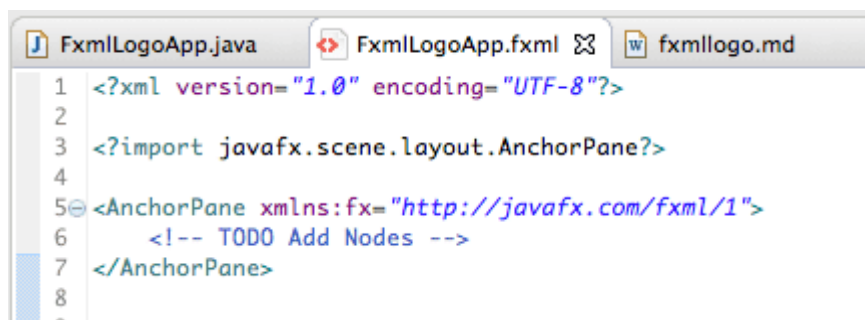 FxmlLogoApp.java FxmlLogoApp.fxml fxmllogo.md
1 <?xml version="1.0" encoding="UTF-8"?>
2
3 <?import javafx.scene.layout.AnchorPane?>
4
5 <AnchorPane xmlns:fx="http://javafx.com/fxml/1">
6     <!-- TODO Add Nodes -->
7 </AnchorPane>
8